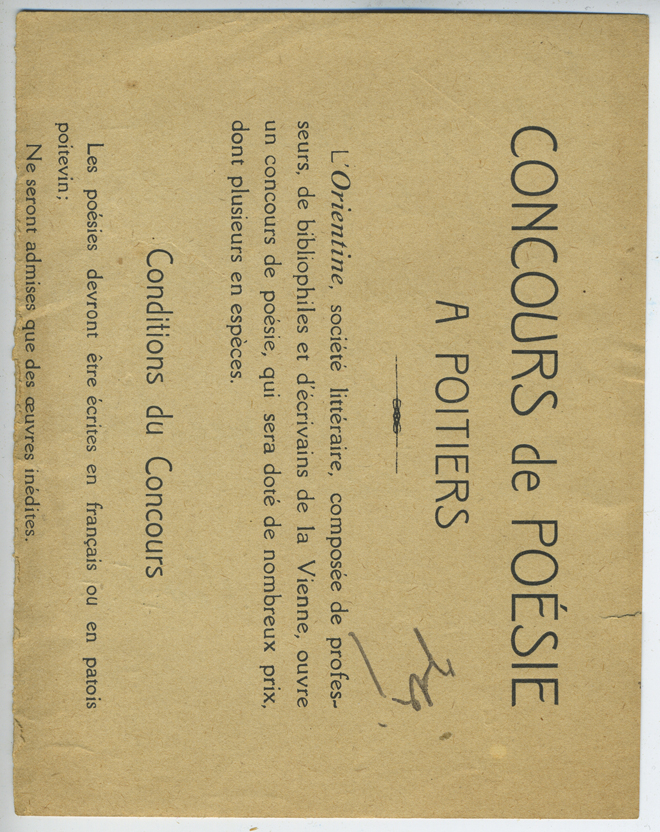 CONCOURS de POÉSIE
A POITIERS
L'Orientine, société littéraire, composée de profes-
seurs, de bibliophiles et d'écrivains de la Vienne, ouvre
un concours de poésie, qui sera doté de nombreux prix,
dont plusieurs en espèces.
Conditions du Concours
Les poésies devront être écrites en français ou en patois
poitevin;
Ne seront admises que des œuvres inédites.